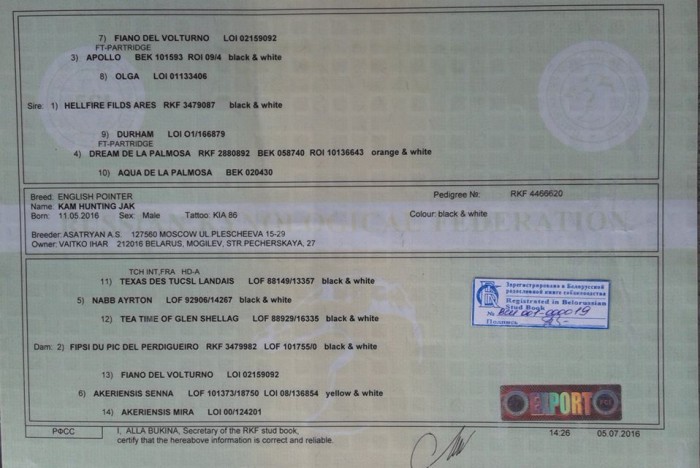 7) FIANO DEL VOLTURNO LOI 02159092
FT-PARTRIDGE
3) APOLLO BEK 101593 ROI 09/4 black & white
8) OLGA LOI 01133406
Sire: 1) HELLFIRE FILDS ARES RKF 3479087 black & white
9) DURHAM LOI O1/166879
FT-PARTRIDGE
4) DREAM DE LA PALMOSA RKF 2880892 BEK 058740 ROI 10136643 orange & white
10) AQUA DE LA PALMOSA BEK 020430
Breed: ENGLISH POINTER Pedigree №: RKF 4466620
Name: KAM HUNTING JAK
Born: 11.05.2016 Sex: Male Tattoo: KIA 86 Colour: black & white
Breeder: ASATRYAN A.S. 127560 MOSCOW UL PLESCHEEVA 15-29
Owner: VAITKO IHAR 212016 BELARUS, MOGILEV, STR.PECHERSKAYA, 27
FEDERATION
TCH INT,FRA HD-A
11) TEXAS DES TUCSL LANDAIS LOF 88149/13357 black & white
5) NABB AYRTON LOF 92906/14267 black & white
12) TEA TIME OF GLEN SHELLAG LOF 88929/16335 black & white
Dam: 2) FIPSI DU PIC DEL PERDIGUEIRO RKF 3479982 LOF 101755/0 black & white
13) FIANO DEL VOLTURNO LOI 02159092
6) AKERIENSIS SENNA LOF 101373/18750 LOI 08/136854 yellow & white
14) AKERIENSIS MIRA LOI 00/124201
Зарегистрировано в Белорусской
родословной книге собаководства
Registered in Belorussian
Stud Book
№ 001-000019
Подпись
EXPORT
РФСС I, ALLA BUKINA, Secretary of the RKF stud book,
certify that the hereabove information is correct and reliable.
14:26 05.07.2016